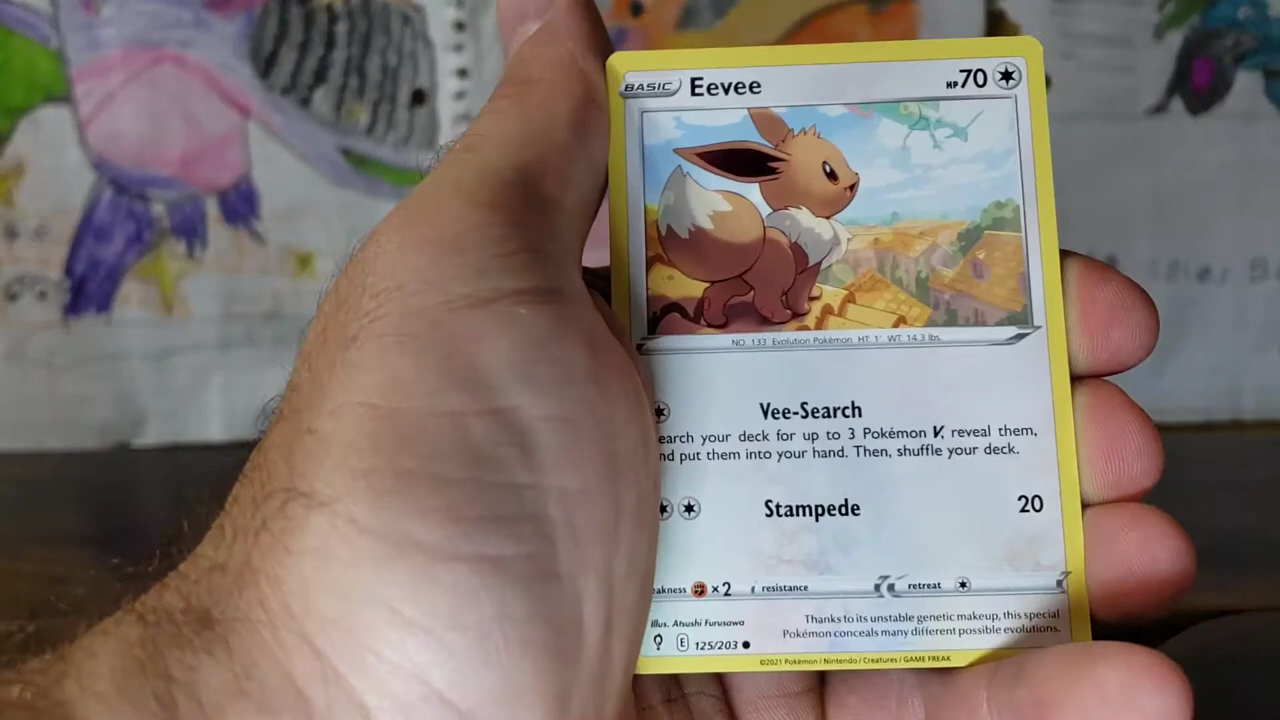 BASIC Eevee HP 70
NO. 133 Evolution Pokémon HT: 1' WT: 14.3 lbs.
Vee-Search
earch your deck for up to 3 Pokémon V, reveal them,
nd put them into your hand. Then, shuffle your deck.
Stampede 20
eakness ×2 resistance retreat
Illus. Atsushi Furusawa
Thanks to its unstable genetic makeup, this special
Pokémon conceals many different possible evolutions.
E 125/203
©2021 Pokémon / Nintendo / Creatures / GAME FREAK